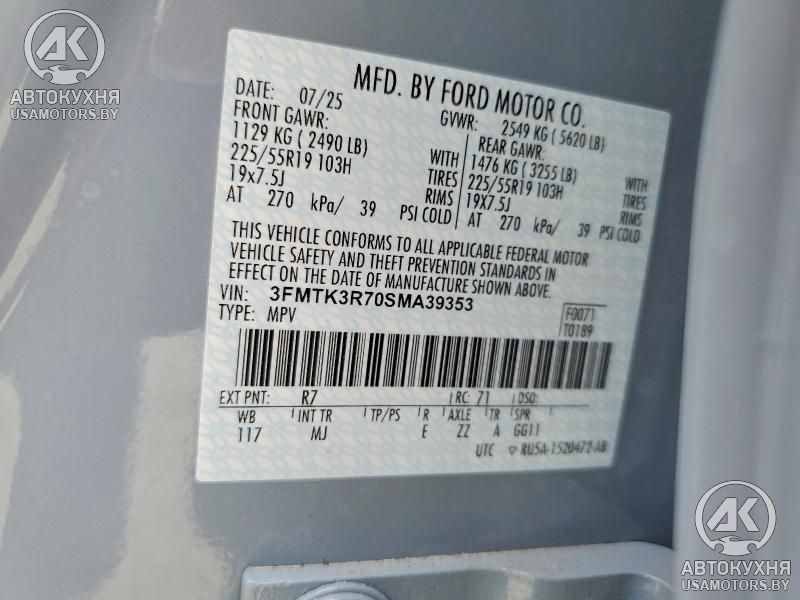 AK
АВТОКУХНЯ
USAMOTORS.BY
MFD. BY FORD MOTOR CO.
DATE: 07/25 GVWR: 2549 KG ( 5620 LB)
FRONT GAWR: REAR GAWR:
1129 KG ( 2490 LB) WITH 1476 KG ( 3255 LB) WITH
225/55R19 103H TIRES 225/55R19 103H TIRES
19x7.5J RIMS 19X7.5J RIMS
AT 270 kPa/ 39 PSI COLD AT 270 kPa/ 39 PSI COLD
THIS VEHICLE CONFORMS TO ALL APPLICABLE FEDERAL MOTOR
VEHICLE SAFETY AND THEFT PREVENTION STANDARDS IN
EFFECT ON THE DATE OF MANUFACTURE SHOWN ABOVE.
VIN: 3FMTK3R70SMA39353 F0071
TYPE: MPV T0189
EXT PNT: R7 RC: 71 DSO:
WB INT TR TP/PS R AXLE TR SPR
117 MJ E ZZ A GG11
UTC ▽ RU5A-1520472-AB
AK
АВТОКУХНЯ
USAMOTORS.BY